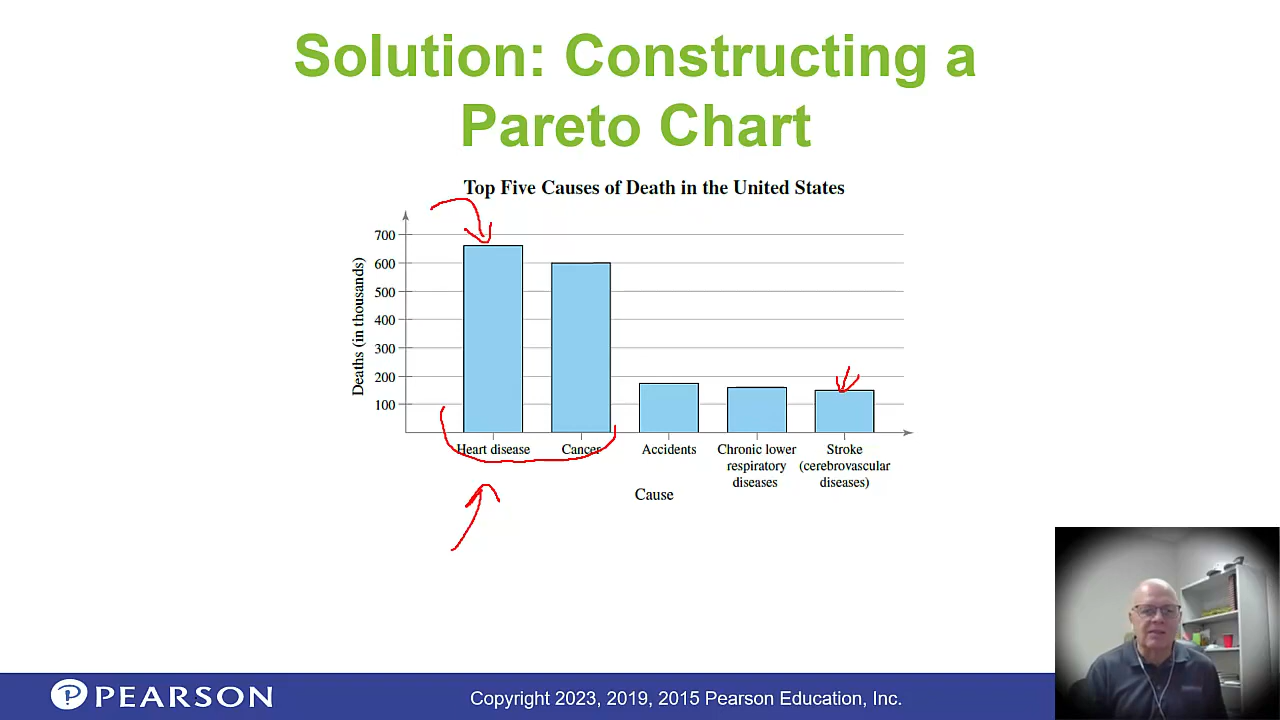 Solution: Constructing a
Pareto Chart
Top Five Causes of Death in the United States
700
600
500
400
300
200
100
Deaths (in thousands)
Heart disease
Cancer
Accidents
Chronic lower
respiratory
diseases
Stroke
(cerebrovascular
diseases)
Cause
PEARSON
Copyright 2023, 2019, 2015 Pearson Education, Inc.